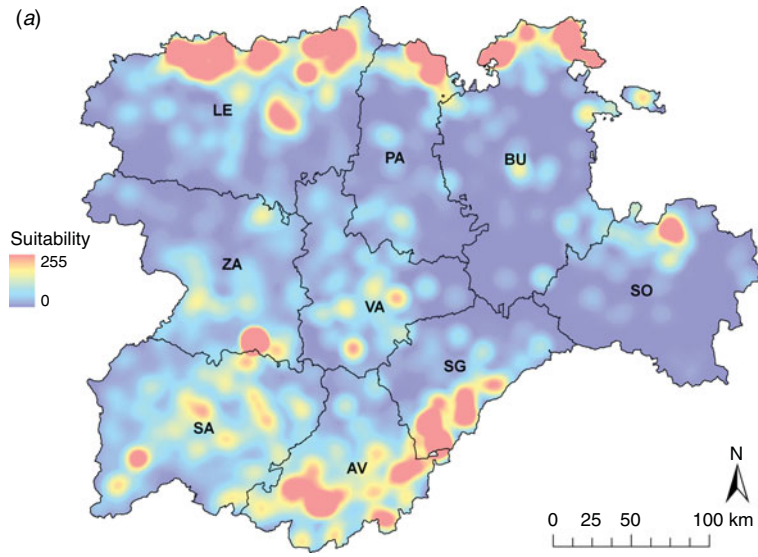 (a)
LE
PA
BU
Suitability
255
0
ZA
VA
SO
SG
SA
AV
N
0 25 50 100 km